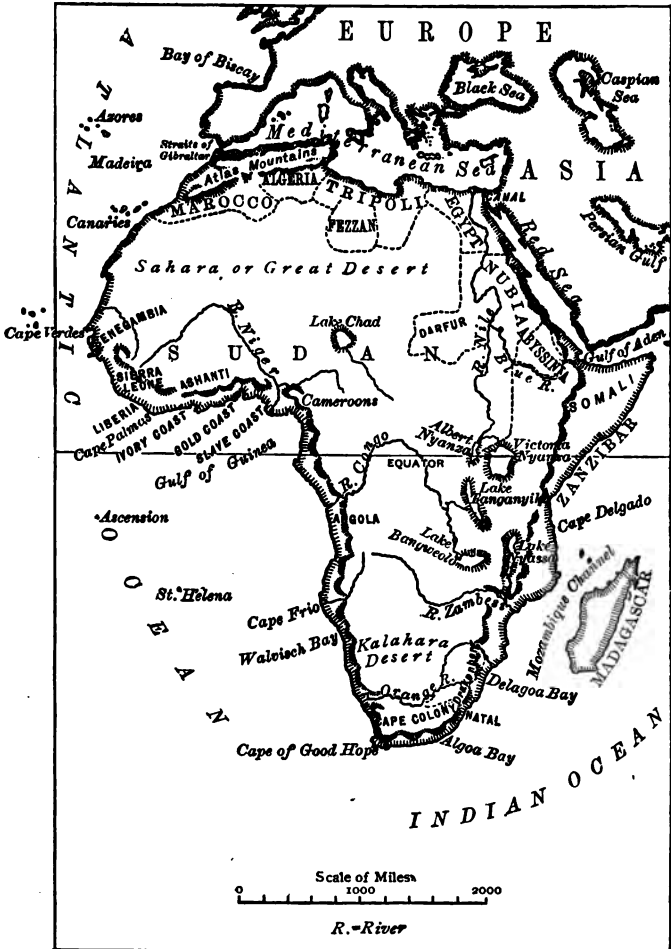 EUROPE
Bay of Biscay
Black Sea
Caspian
Sea
ATLANTIC
OCEAN
Azores
Straits of
Gibraltar
Mediterranean Sea
ASIA
Madeira
Atlas Mountains
ALGERIA
CANAL
MAROCCO
TRIPOLI
EGYPT
Red Sea
Persian Gulf
Canaries
FEZZAN
Sahara or Great Desert
NUBIA
Cape Verdes
SENEGAMBIA
R. Niger
Lake Chad
DARFUR
R. Nile
Blue R.
ABYSSINIA
Gulf of Aden
SUDAN
SIERRA
LEONE
ASHANTI
Cameroons
SOMALI
LIBERIA
Cape Palmas
IVORY COAST
GOLD COAST
SLAVE COAST
Gulf of Guinea
Albert
Nyanza
Victoria
Nyanza
ZANZIBAR
R. Congo
EQUATOR
Lake
Tanganyika
Ascension
ANGOLA
Cape Delgado
Lake
Bangweolo
Lake
Nyassa
St. Helena
Cape Frio
R. Zambesi
Mozambique Channel
MADAGASCAR
Walvisch Bay
Kalahara
Desert
Orange R.
Delagoa Bay
CAPE COLONY
NATAL
Cape of Good Hope
Algoa Bay
INDIAN OCEAN
Scale of Miles
0 1000 2000
R.=River